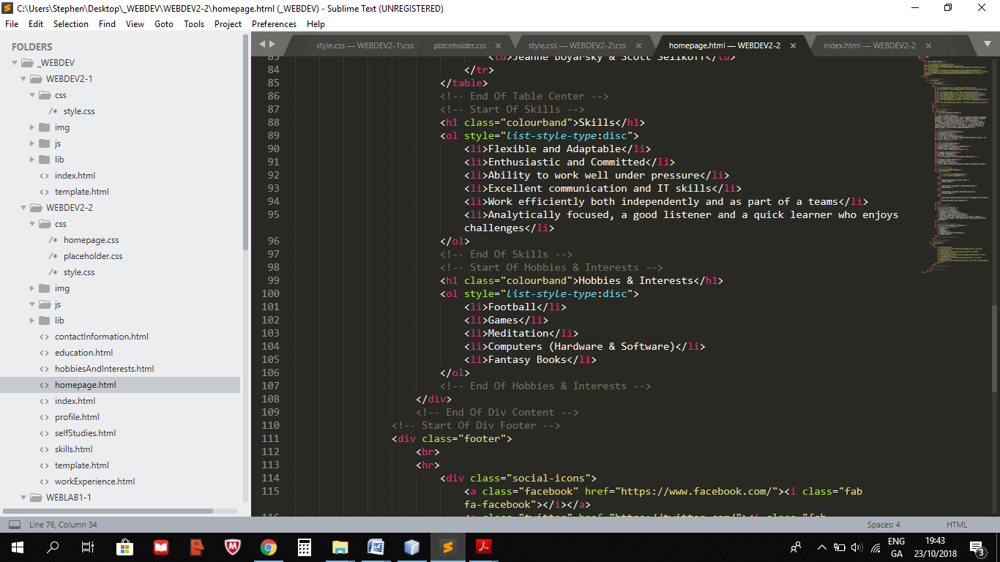 C:\Users\Stephen\Desktop\_WEBDEV\WEBDEV2-2\homepage.html (_WEBDEV) - Sublime Text (UNREGISTERED)
File Edit Selection Find View Goto Tools Project Preferences Help
FOLDERS
_WEBDEV
WEBDEV2-1
css
/* style.css
img
js
lib
<> index.html
<> template.html
WEBDEV2-2
css
/* homepage.css
/* placeholder.css
/* style.css
img
js
lib
<> contactInformation.html
<> education.html
<> hobbiesAndInterests.html
<> homepage.html
<> index.html
<> profile.html
<> selfStudies.html
<> skills.html
<> template.html
<> workExperience.html
WEBLAB1-1
style.css — WEBDEV2-1\css placeholder.css style.css — WEBDEV2-2\css homepage.html — WEBDEV2-2 index.html — WEBDEV2-2
83 <td>Jeanne Boyarsky & Scott Selikoff</td>
84 </tr>
85 </table>
86 <!-- End Of Table Center -->
87 <!-- Start Of Skills -->
88 <h1 class="colourband">Skills</h1>
89 <ol style="list-style-type:disc">
90 <li>Flexible and Adaptable</li>
91 <li>Enthusiastic and Committed</li>
92 <li>Ability to work well under pressure</li>
93 <li>Excellent communication and IT skills</li>
94 <li>Work efficiently both independently and as part of a teams</li>
95 <li>Analytically focused, a good listener and a quick learner who enjoys
challenges</li>
96 </ol>
97 <!-- End Of Skills -->
98 <!-- Start Of Hobbies & Interests -->
99 <h1 class="colourband">Hobbies & Interests</h1>
100 <ol style="list-style-type:disc">
101 <li>Football</li>
102 <li>Games</li>
103 <li>Meditation</li>
104 <li>Computers (Hardware & Software)</li>
105 <li>Fantasy Books</li>
106 </ol>
107 <!-- End Of Hobbies & Interests -->
108 </div>
109 <!-- End Of Div Content -->
110 <!-- Start Of Div Footer -->
111 <div class="footer">
112 <br>
113 <hr>
114 <div class="social-icons">
115 <a class="facebook" href="https://www.facebook.com/"><i class="fab
fa-facebook"></i></a>
116 <a class="twitter" href="https://twitter.com/"><i class="fab
Line 76, Column 34 Spaces: 4 HTML
ENG
GA
19:43
23/10/2018
3